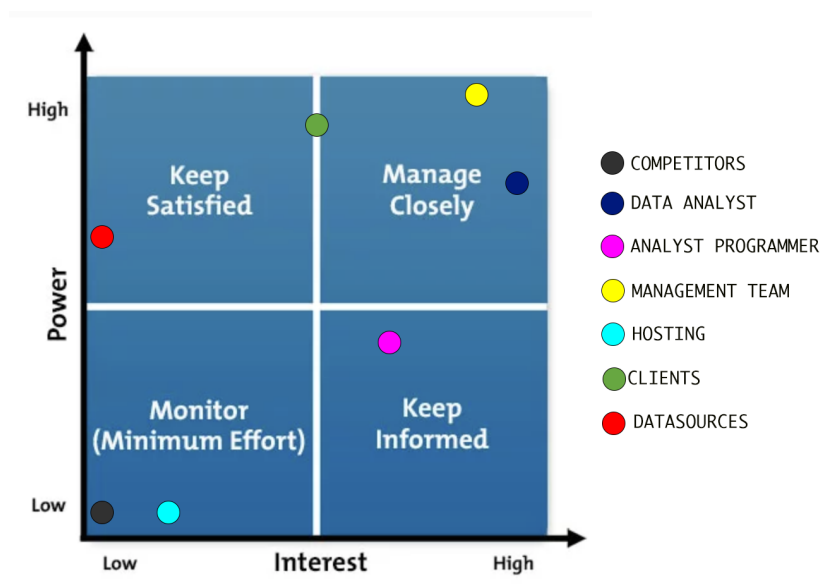 High
Keep
Satisfied
Manage
Closely
Power
Monitor
(Minimum Effort)
Keep
Informed
Low
Low
Interest
High
COMPETITORS
DATA ANALYST
ANALYST PROGRAMMER
MANAGEMENT TEAM
HOSTING
CLIENTS
DATASOURCES